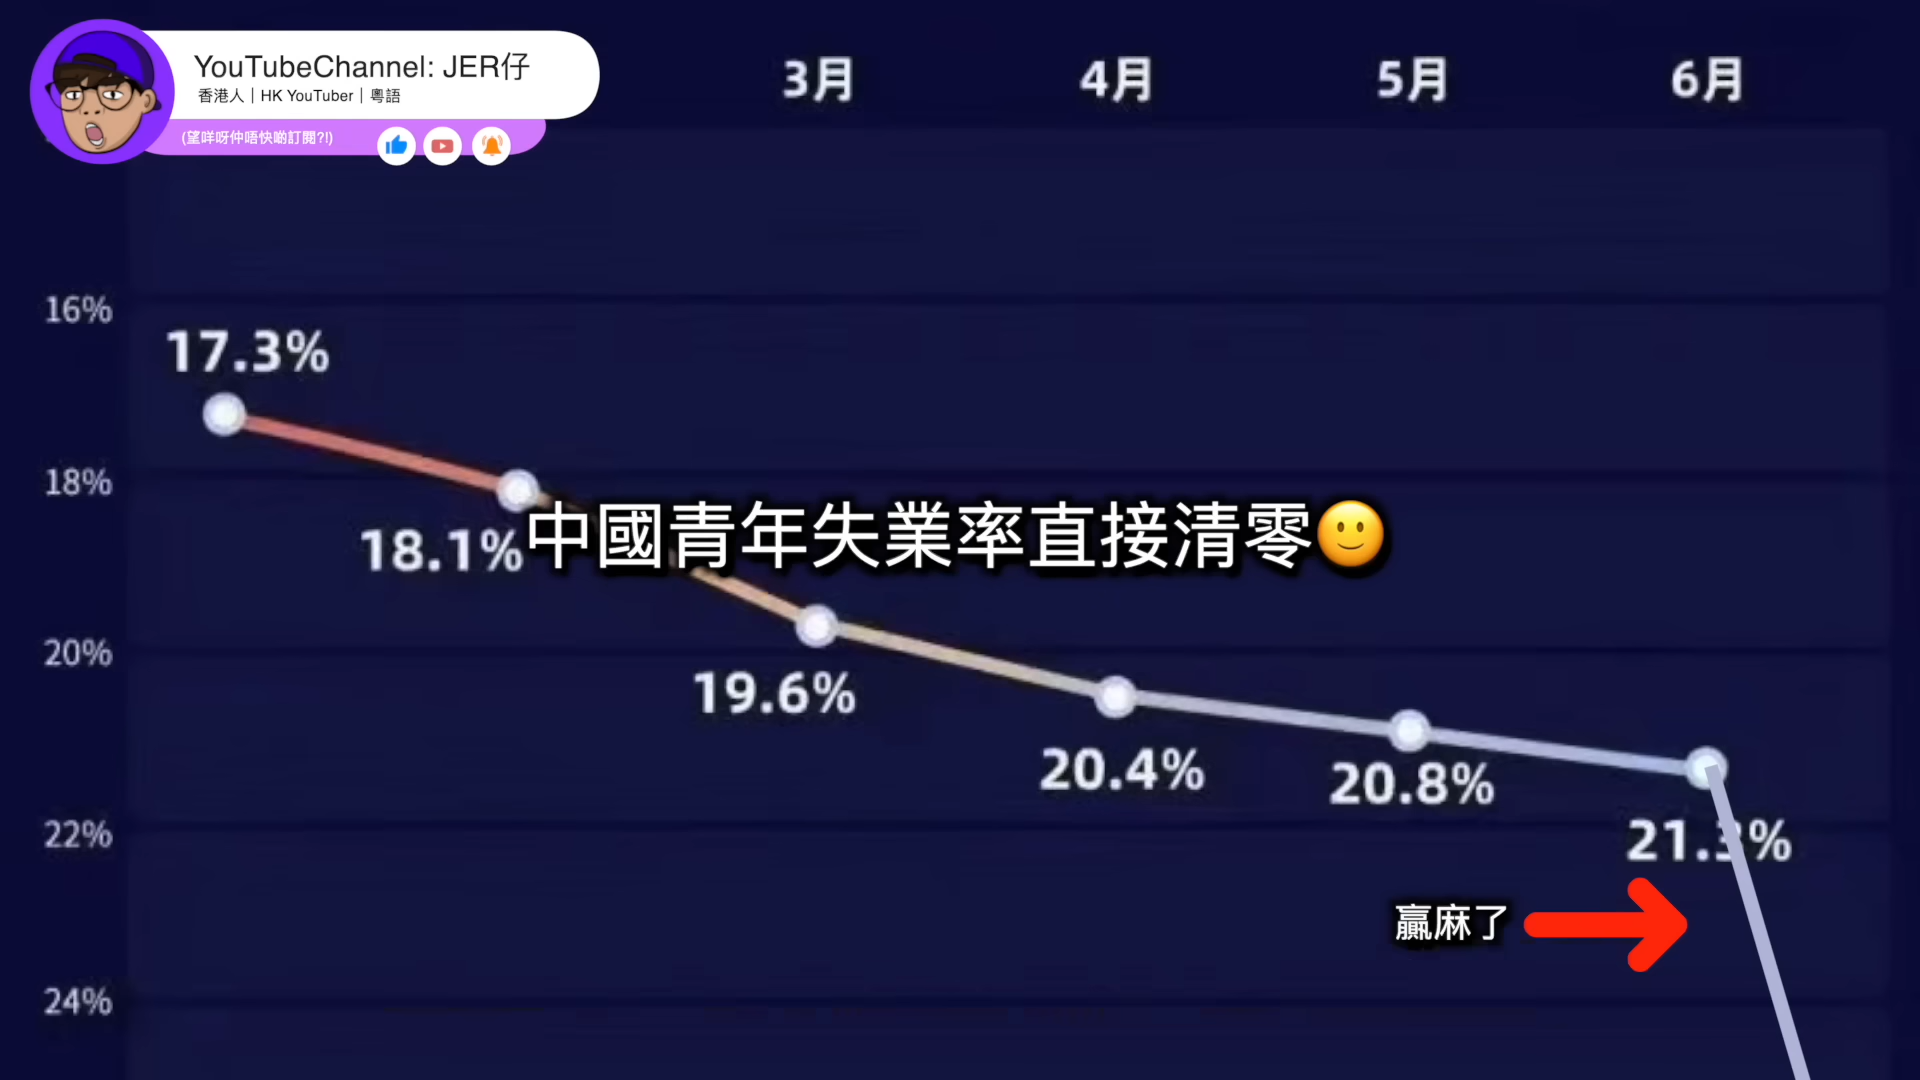 YouTubeChannel: JER仔
香港人｜HK YouTuber｜粵語
(望咩呀仲唔快啲訂閱?!)
3月
4月
5月
6月
16%
17.3%
18%
18.1%
中國青年失業率直接清零🙂
20%
19.6%
20.4%
20.8%
22%
21.3%
贏麻了
24%